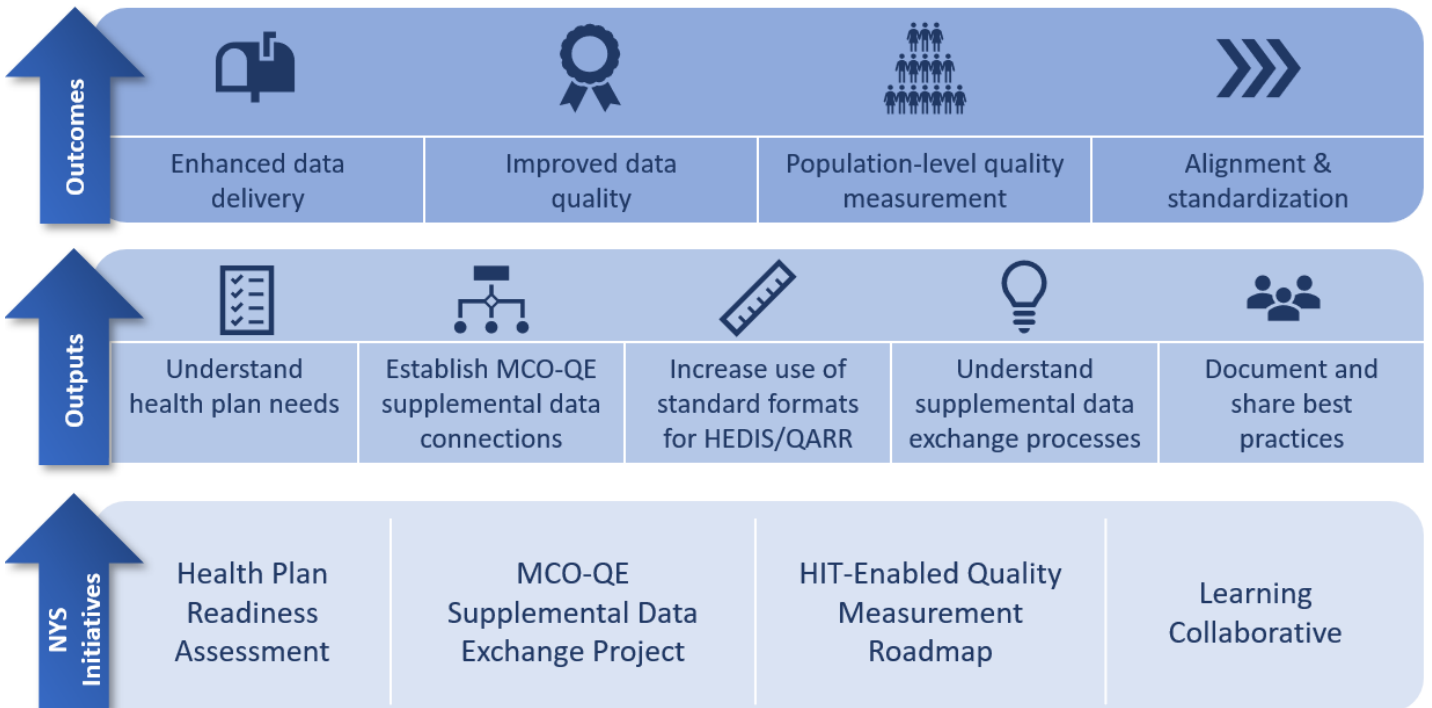 Outcomes
Enhanced data
delivery
Improved data
quality
Population-level quality
measurement
Alignment &
standardization
Outputs
Understand
health plan needs
Establish MCO-QE
supplemental data
connections
Increase use of
standard formats
for HEDIS/QARR
Understand
supplemental data
exchange processes
Document and
share best
practices
NYS
Initiatives
Health Plan
Readiness
Assessment
MCO-QE
Supplemental Data
Exchange Project
HIT-Enabled Quality
Measurement
Roadmap
Learning
Collaborative